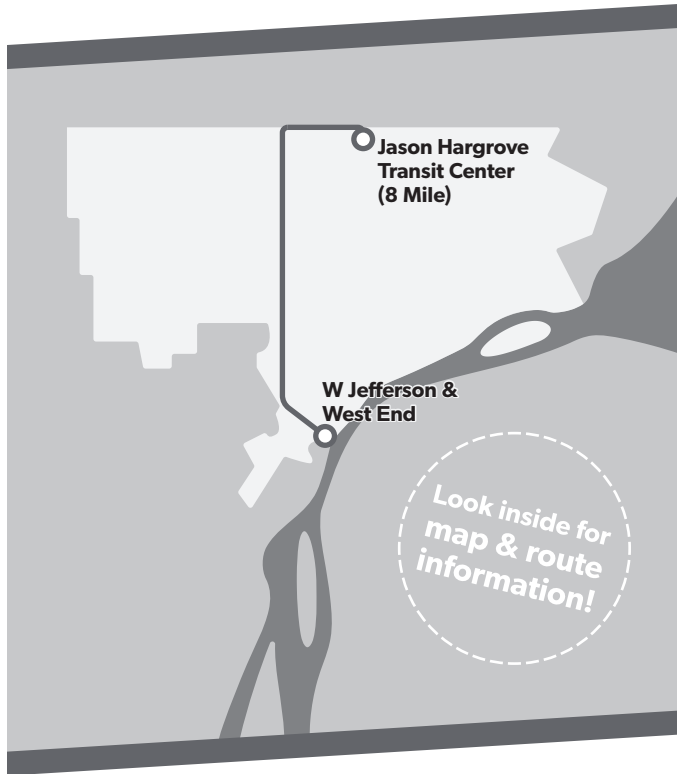 Jason Hargrove
Transit Center
(8 Mile)
W Jefferson &
West End
Look inside for
map & route
information!